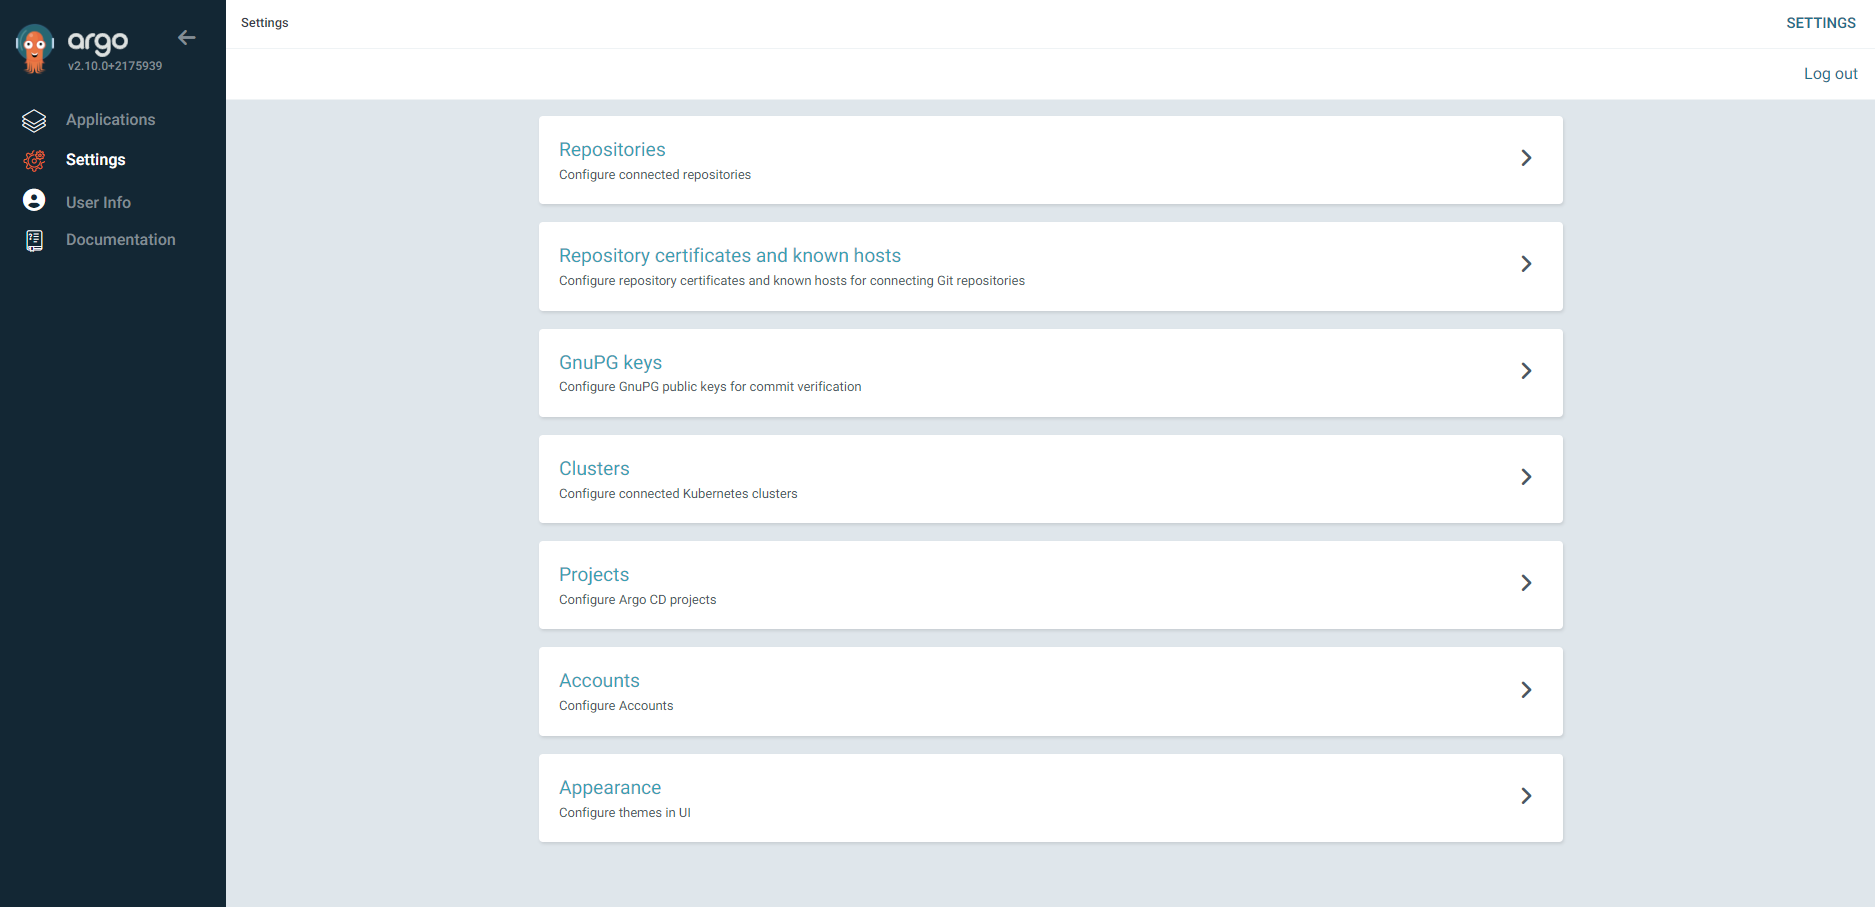 argo
v2.10.0+2175939
Applications
Settings
User Info
Documentation
Settings
SETTINGS
Log out
Repositories
Configure connected repositories
Repository certificates and known hosts
Configure repository certificates and known hosts for connecting Git repositories
GnuPG keys
Configure GnuPG public keys for commit verification
Clusters
Configure connected Kubernetes clusters
Projects
Configure Argo CD projects
Accounts
Configure Accounts
Appearance
Configure themes in UI